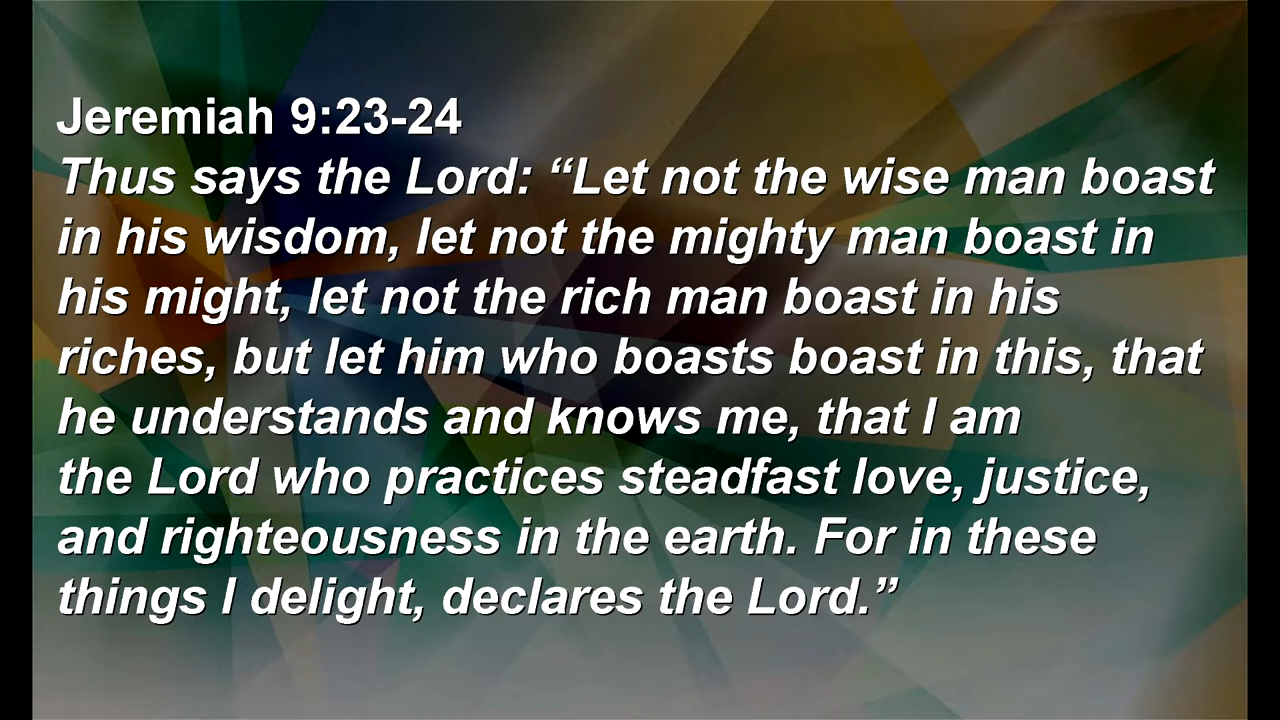 Jeremiah 9:23-24
Thus says the Lord: “Let not the wise man boast
in his wisdom, let not the mighty man boast in
his might, let not the rich man boast in his
riches, but let him who boasts boast in this, that
he understands and knows me, that I am
the Lord who practices steadfast love, justice,
and righteousness in the earth. For in these
things I delight, declares the Lord.”